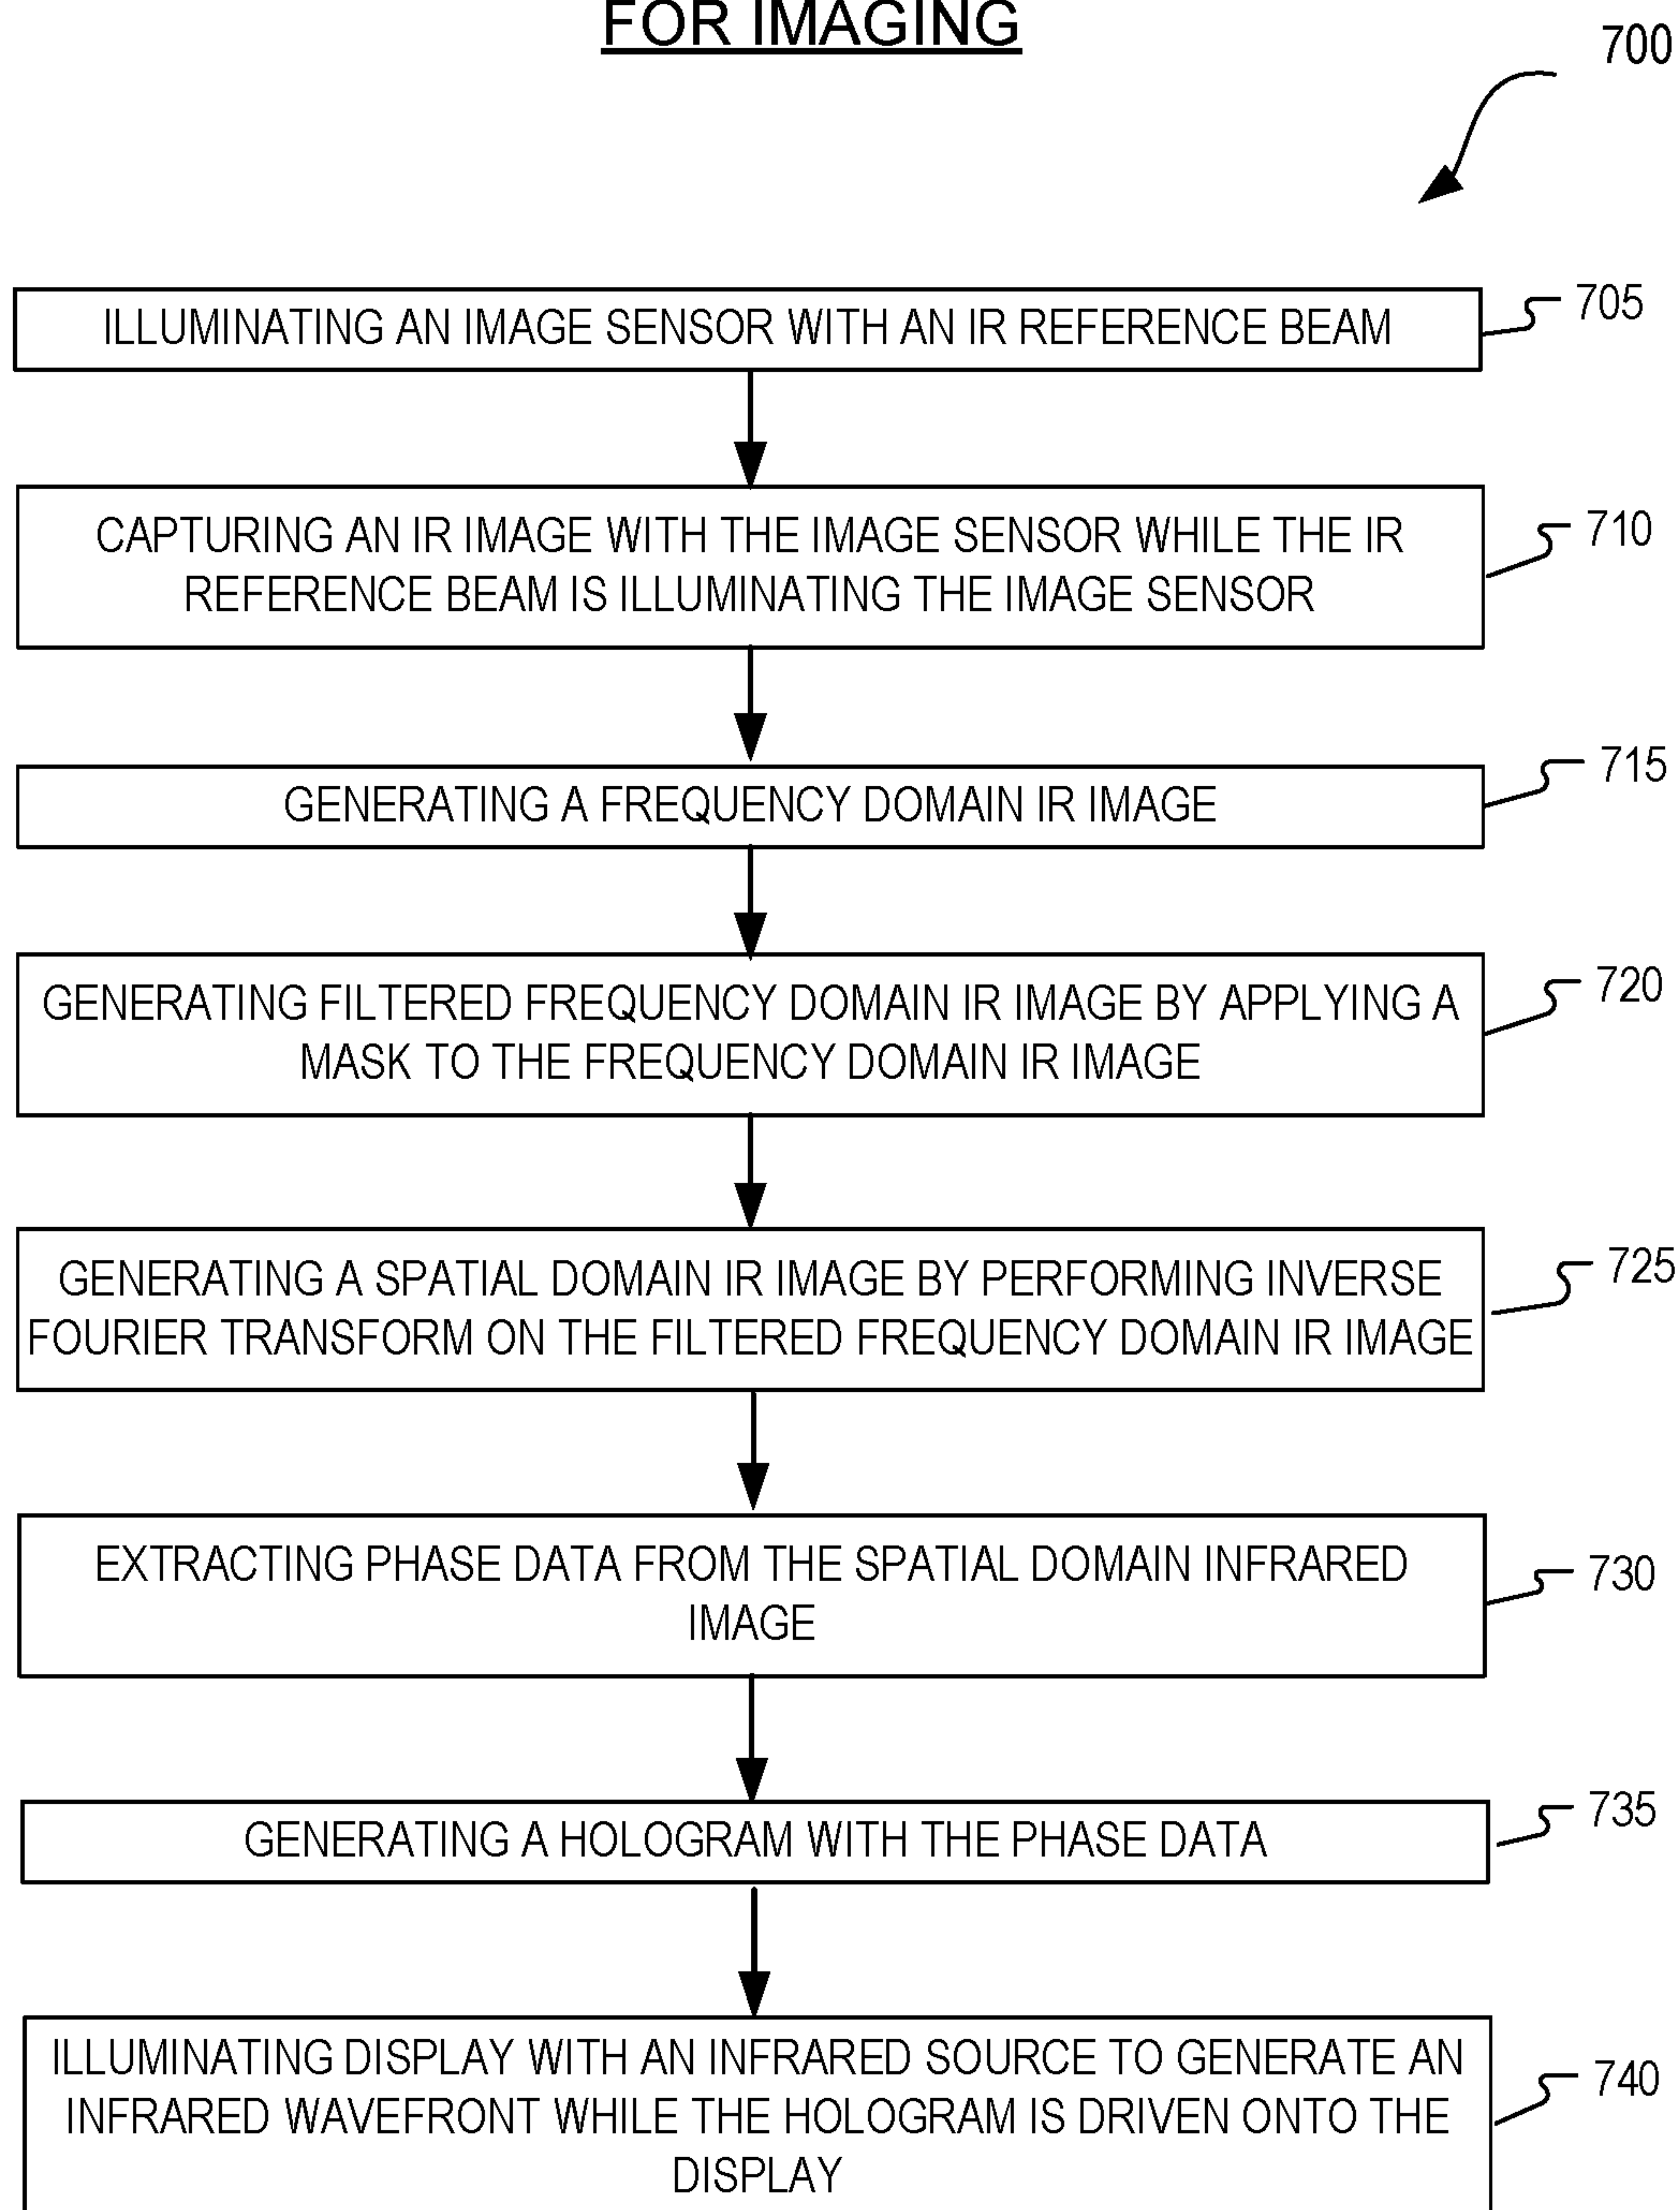 FOR IMAGING
700
ILLUMINATING AN IMAGE SENSOR WITH AN IR REFERENCE BEAM
705
CAPTURING AN IR IMAGE WITH THE IMAGE SENSOR WHILE THE IR
REFERENCE BEAM IS ILLUMINATING THE IMAGE SENSOR
710
GENERATING A FREQUENCY DOMAIN IR IMAGE
715
GENERATING FILTERED FREQUENCY DOMAIN IR IMAGE BY APPLYING A
MASK TO THE FREQUENCY DOMAIN IR IMAGE
720
GENERATING A SPATIAL DOMAIN IR IMAGE BY PERFORMING INVERSE
FOURIER TRANSFORM ON THE FILTERED FREQUENCY DOMAIN IR IMAGE
725
EXTRACTING PHASE DATA FROM THE SPATIAL DOMAIN INFRARED
IMAGE
730
GENERATING A HOLOGRAM WITH THE PHASE DATA
735
ILLUMINATING DISPLAY WITH AN INFRARED SOURCE TO GENERATE AN
INFRARED WAVEFRONT WHILE THE HOLOGRAM IS DRIVEN ONTO THE
DISPLAY
740